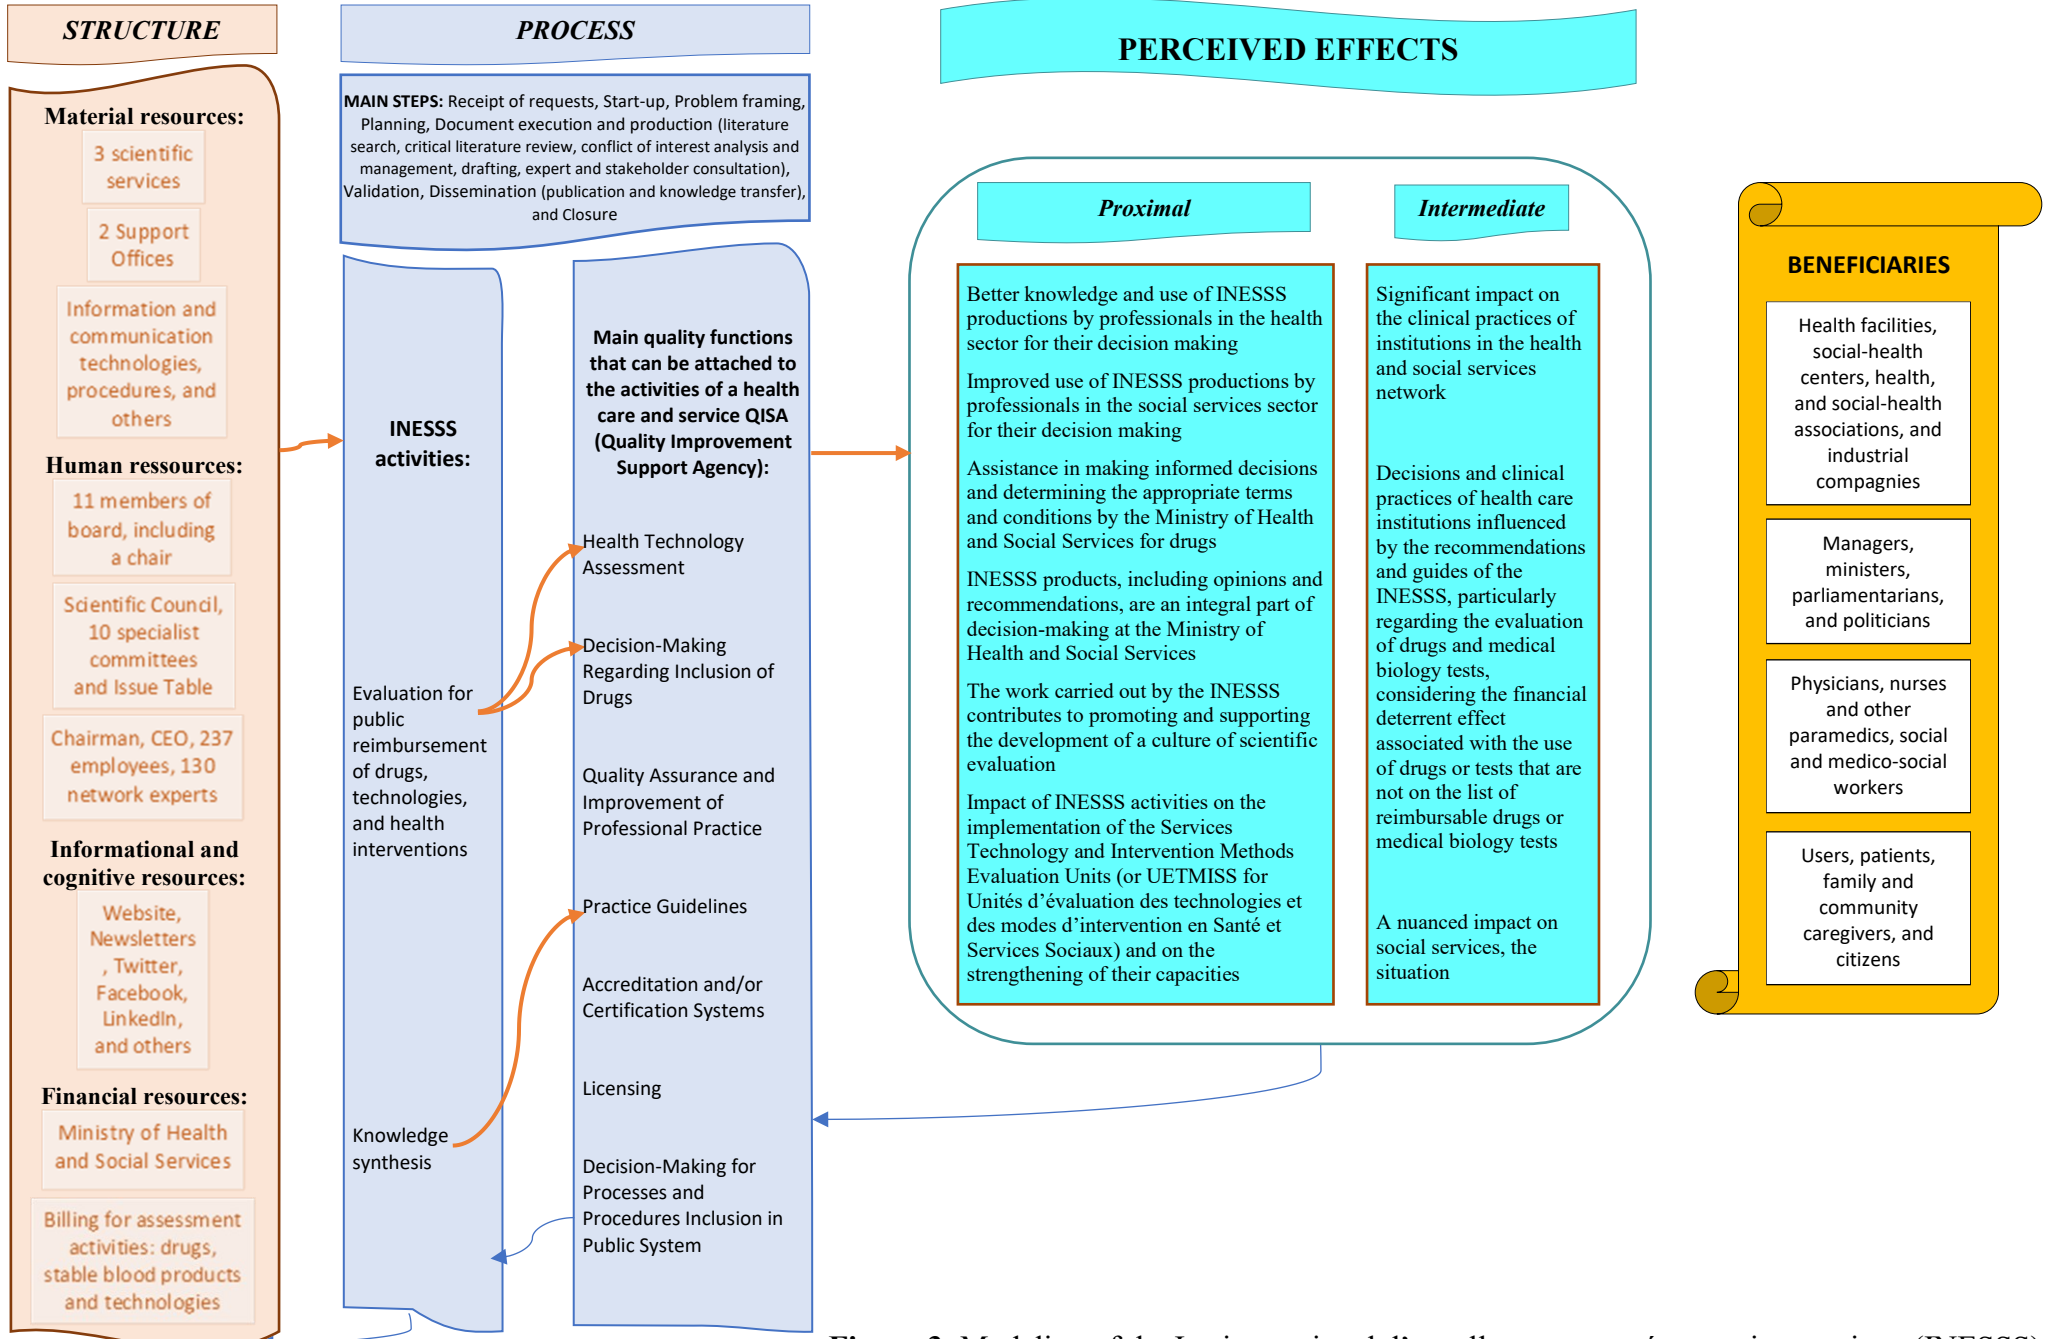 STRUCTURE
Material resources:
3 scientific
services
2 Support
Offices
Information and
communication
technologies,
procedures, and
others
Human ressources:
11 members of
board, including
a chair
Scientific Council,
10 specialist
committees
and Issue Table
Chairman, CEO, 237
employees, 130
network experts
Informational and
cognitive resources:
Website,
Newsletters
, Twitter,
Facebook,
LinkedIn,
and others
Financial resources:
Ministry of Health
and Social Services
Billing for assessment
activities: drugs,
stable blood products
and technologies
PROCESS
MAIN STEPS: Receipt of requests, Start-up, Problem framing,
Planning, Document execution and production (literature
search, critical literature review, conflict of interest analysis and
management, drafting, expert and stakeholder consultation),
Validation, Dissemination (publication and knowledge transfer),
and Closure
INESSS
activities:
Evaluation for
public
reimbursement
of drugs,
technologies,
and health
interventions
Knowledge
synthesis
Main quality functions
that can be attached to
the activities of a health
care and service QISA
(Quality Improvement
Support Agency):
Health Technology
Assessment
Decision-Making
Regarding Inclusion of
Drugs
Quality Assurance and
Improvement of
Professional Practice
Practice Guidelines
Accreditation and/or
Certification Systems
Licensing
Decision-Making for
Processes and
Procedures Inclusion in
Public System
PERCEIVED EFFECTS
Proximal
Better knowledge and use of INESSS
productions by professionals in the health
sector for their decision making
Improved use of INESSS productions by
professionals in the social services sector
for their decision making
Assistance in making informed decisions
and determining the appropriate terms
and conditions by the Ministry of Health
and Social Services for drugs
INESSS products, including opinions and
recommendations, are an integral part of
decision-making at the Ministry of
Health and Social Services
The work carried out by the INESSS
contributes to promoting and supporting
the development of a culture of scientific
evaluation
Impact of INESSS activities on the
implementation of the Services
Technology and Intervention Methods
Evaluation Units (or UETMISS for
Unités d’évaluation des technologies et
des modes d’intervention en Santé et
Services Sociaux) and on the
strengthening of their capacities
Intermediate
Significant impact on
the clinical practices of
institutions in the health
and social services
network
Decisions and clinical
practices of health care
institutions influenced
by the recommendations
and guides of the
INESSS, particularly
regarding the evaluation
of drugs and medical
biology tests,
considering the financial
deterrent effect
associated with the use
of drugs or tests that are
not on the list of
reimbursable drugs or
medical biology tests
A nuanced impact on
social services, the
situation
BENEFICIARIES
Health facilities,
social-health
centers, health,
and social-health
associations, and
industrial
compagnies
Managers,
ministers,
parliamentarians,
and politicians
Physicians, nurses
and other
paramedics, social
and medico-social
workers
Users, patients,
family and
community
caregivers, and
citizens